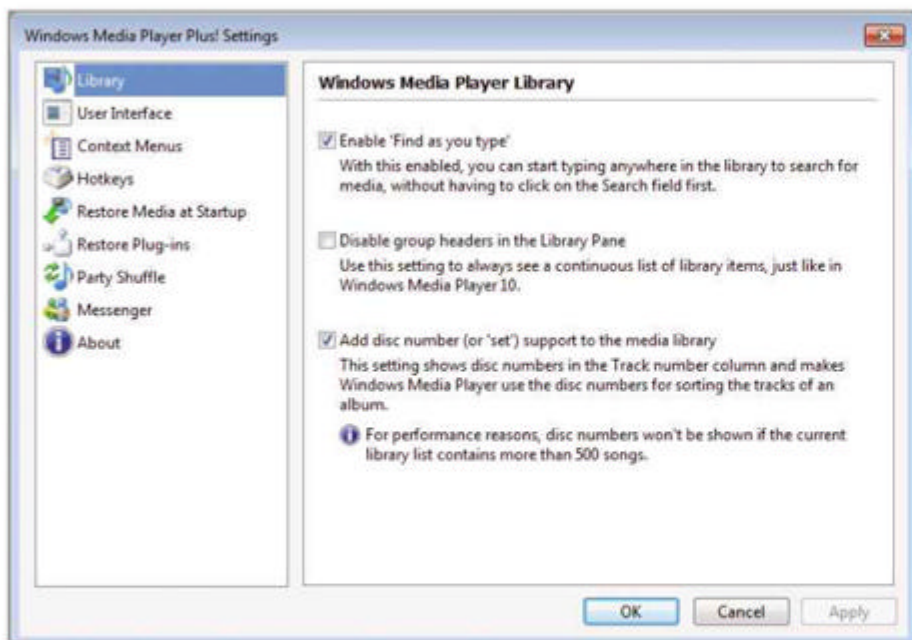 Windows Media Player Plus! Settings
Library
User Interface
Context Menus
Hotkeys
Restore Media at Startup
Restore Plug-ins
Party Shuffle
Messenger
About
Windows Media Player Library
Enable 'Find as you type'
With this enabled, you can start typing anywhere in the library to search for
media, without having to click on the Search field first.
Disable group headers in the Library Pane
Use this setting to always see a continuous list of library items, just like in
Windows Media Player 10.
Add disc number (or 'set') support to the media library
This setting shows disc numbers in the Track number column and makes
Windows Media Player use the disc numbers for sorting the tracks of an
album.
For performance reasons, disc numbers won't be shown if the current
library list contains more than 500 songs.
OK
Cancel
Apply